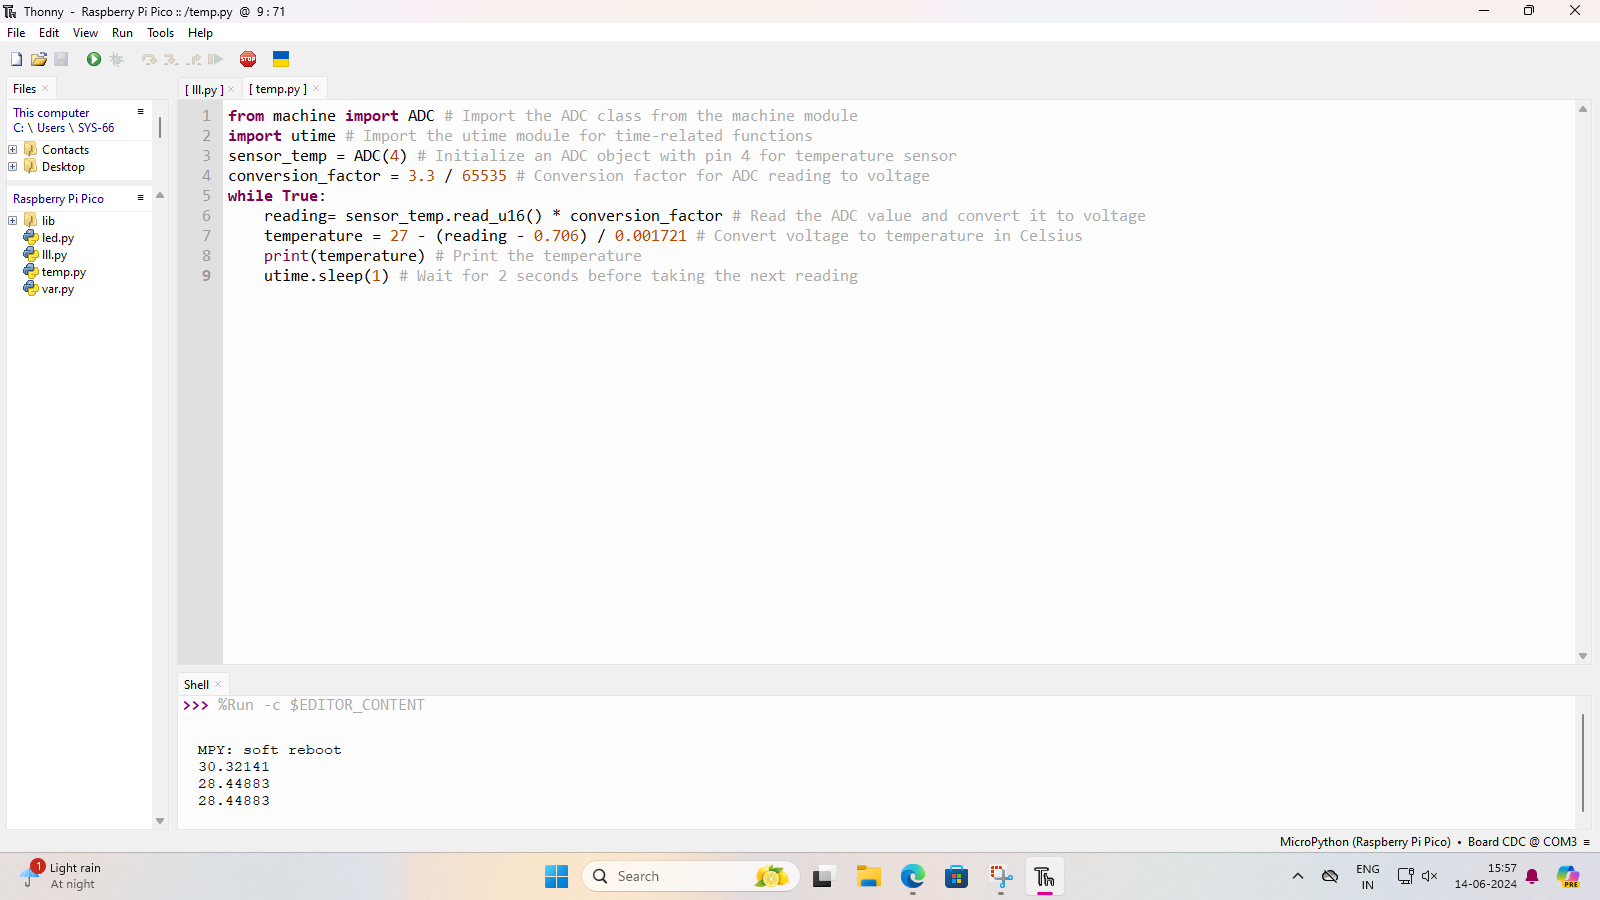 Thonny - Raspberry Pi Pico :: /temp.py @ 9 : 71
File Edit View Run Tools Help
STOP
Files ×
This computer ≡
C: \ Users \ SYS-66
Contacts
Desktop
Raspberry Pi Pico ≡
lib
led.py
lll.py
temp.py
var.py
[ lll.py ] × [ temp.py ] ×
1 from machine import ADC # Import the ADC class from the machine module
2 import utime # Import the utime module for time-related functions
3 sensor_temp = ADC(4) # Initialize an ADC object with pin 4 for temperature sensor
4 conversion_factor = 3.3 / 65535 # Conversion factor for ADC reading to voltage
5 while True:
6     reading= sensor_temp.read_u16() * conversion_factor # Read the ADC value and convert it to voltage
7     temperature = 27 - (reading - 0.706) / 0.001721 # Convert voltage to temperature in Celsius
8     print(temperature) # Print the temperature
9     utime.sleep(1) # Wait for 2 seconds before taking the next reading
Shell ×
>>> %Run -c $EDITOR_CONTENT
MPY: soft reboot
30.32141
28.44883
28.44883
MicroPython (Raspberry Pi Pico) • Board CDC @ COM3 ≡
1
Light rain
At night
Search
Th
ENG
IN
15:57
14-06-2024
PRE